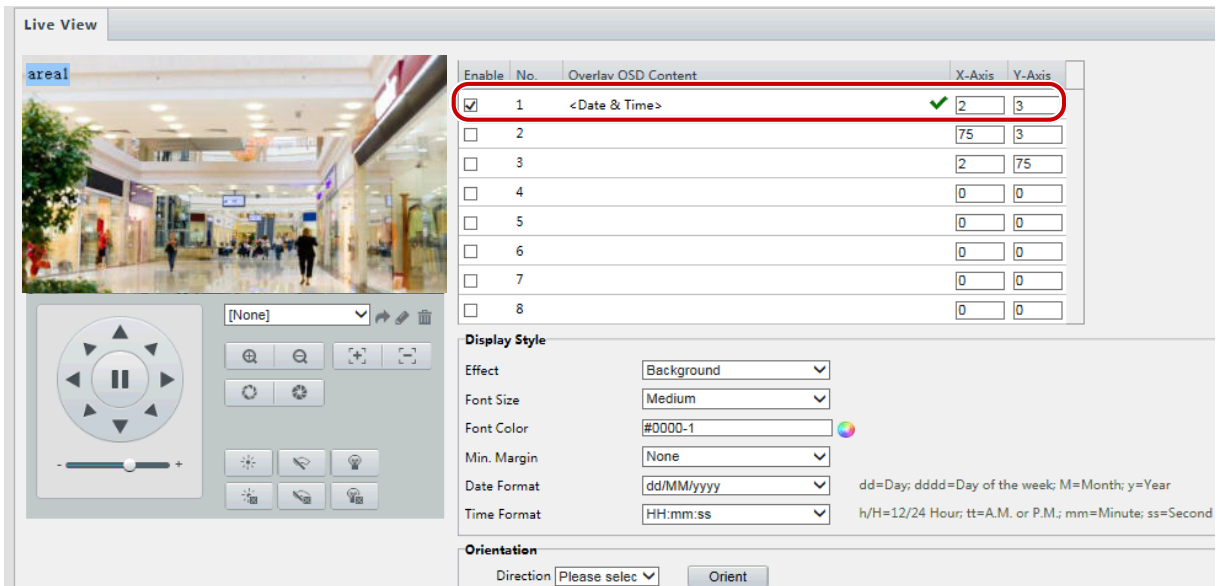 Live View
area1
Enable No. Overlay OSD Content X-Axis Y-Axis
1 <Date & Time> 2 3
2 75 3
3 2 75
4 0 0
5 0 0
6 0 0
7 0 0
8 0 0
[None]
- +
Display Style
Effect Background
Font Size Medium
Font Color #0000-1
Min. Margin None
Date Format dd/MM/yyyy dd=Day; dddd=Day of the week; M=Month; y=Year
Time Format HH:mm:ss h/H=12/24 Hour; tt=A.M. or P.M.; mm=Minute; ss=Second
Orientation
Direction Please selec Orient